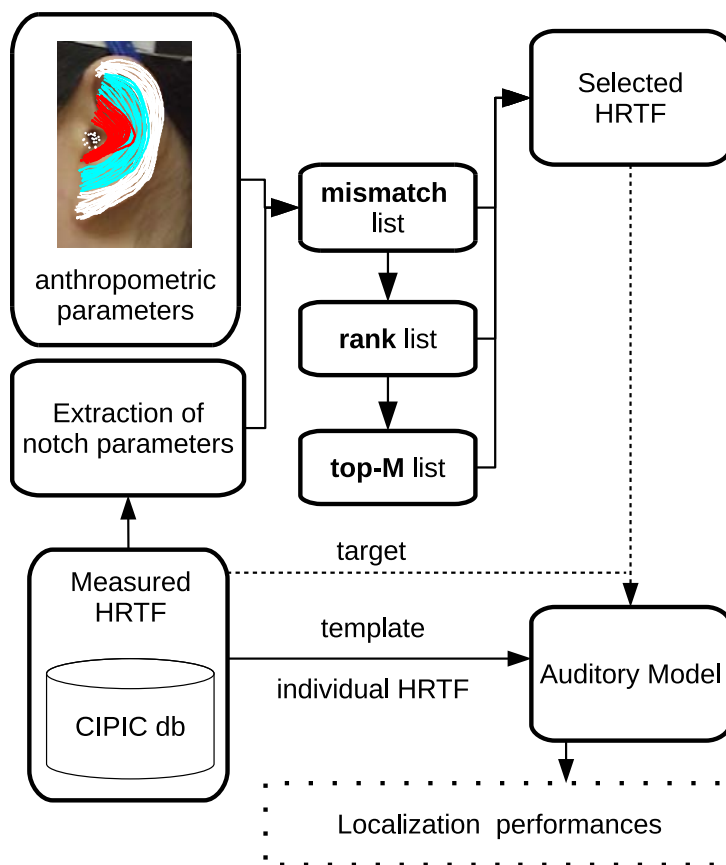 anthropometric
parameters
Extraction of
notch parameters
mismatch
list
rank list
top-M list
Selected
HRTF
Measured
HRTF
CIPIC db
target
template
individual HRTF
Auditory Model
Localization performances